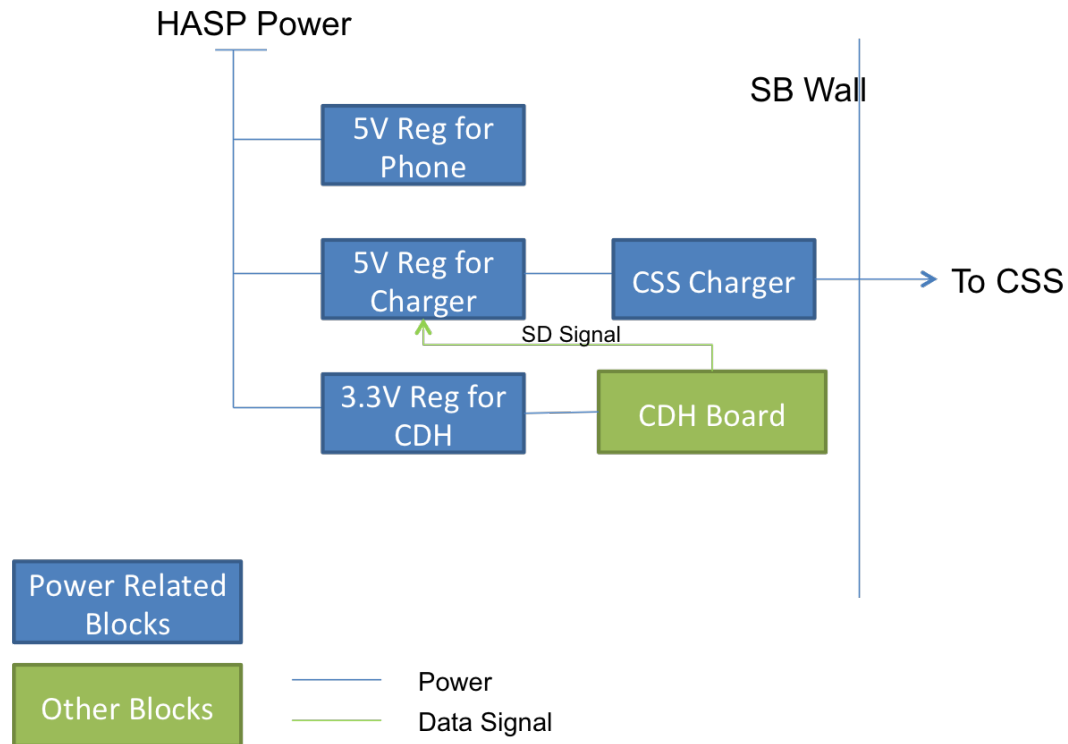 HASP Power
SB Wall
5V Reg for
Phone
5V Reg for
Charger
CSS Charger
To CSS
SD Signal
3.3V Reg for
CDH
CDH Board
Power Related
Blocks
Other Blocks
Power
Data Signal